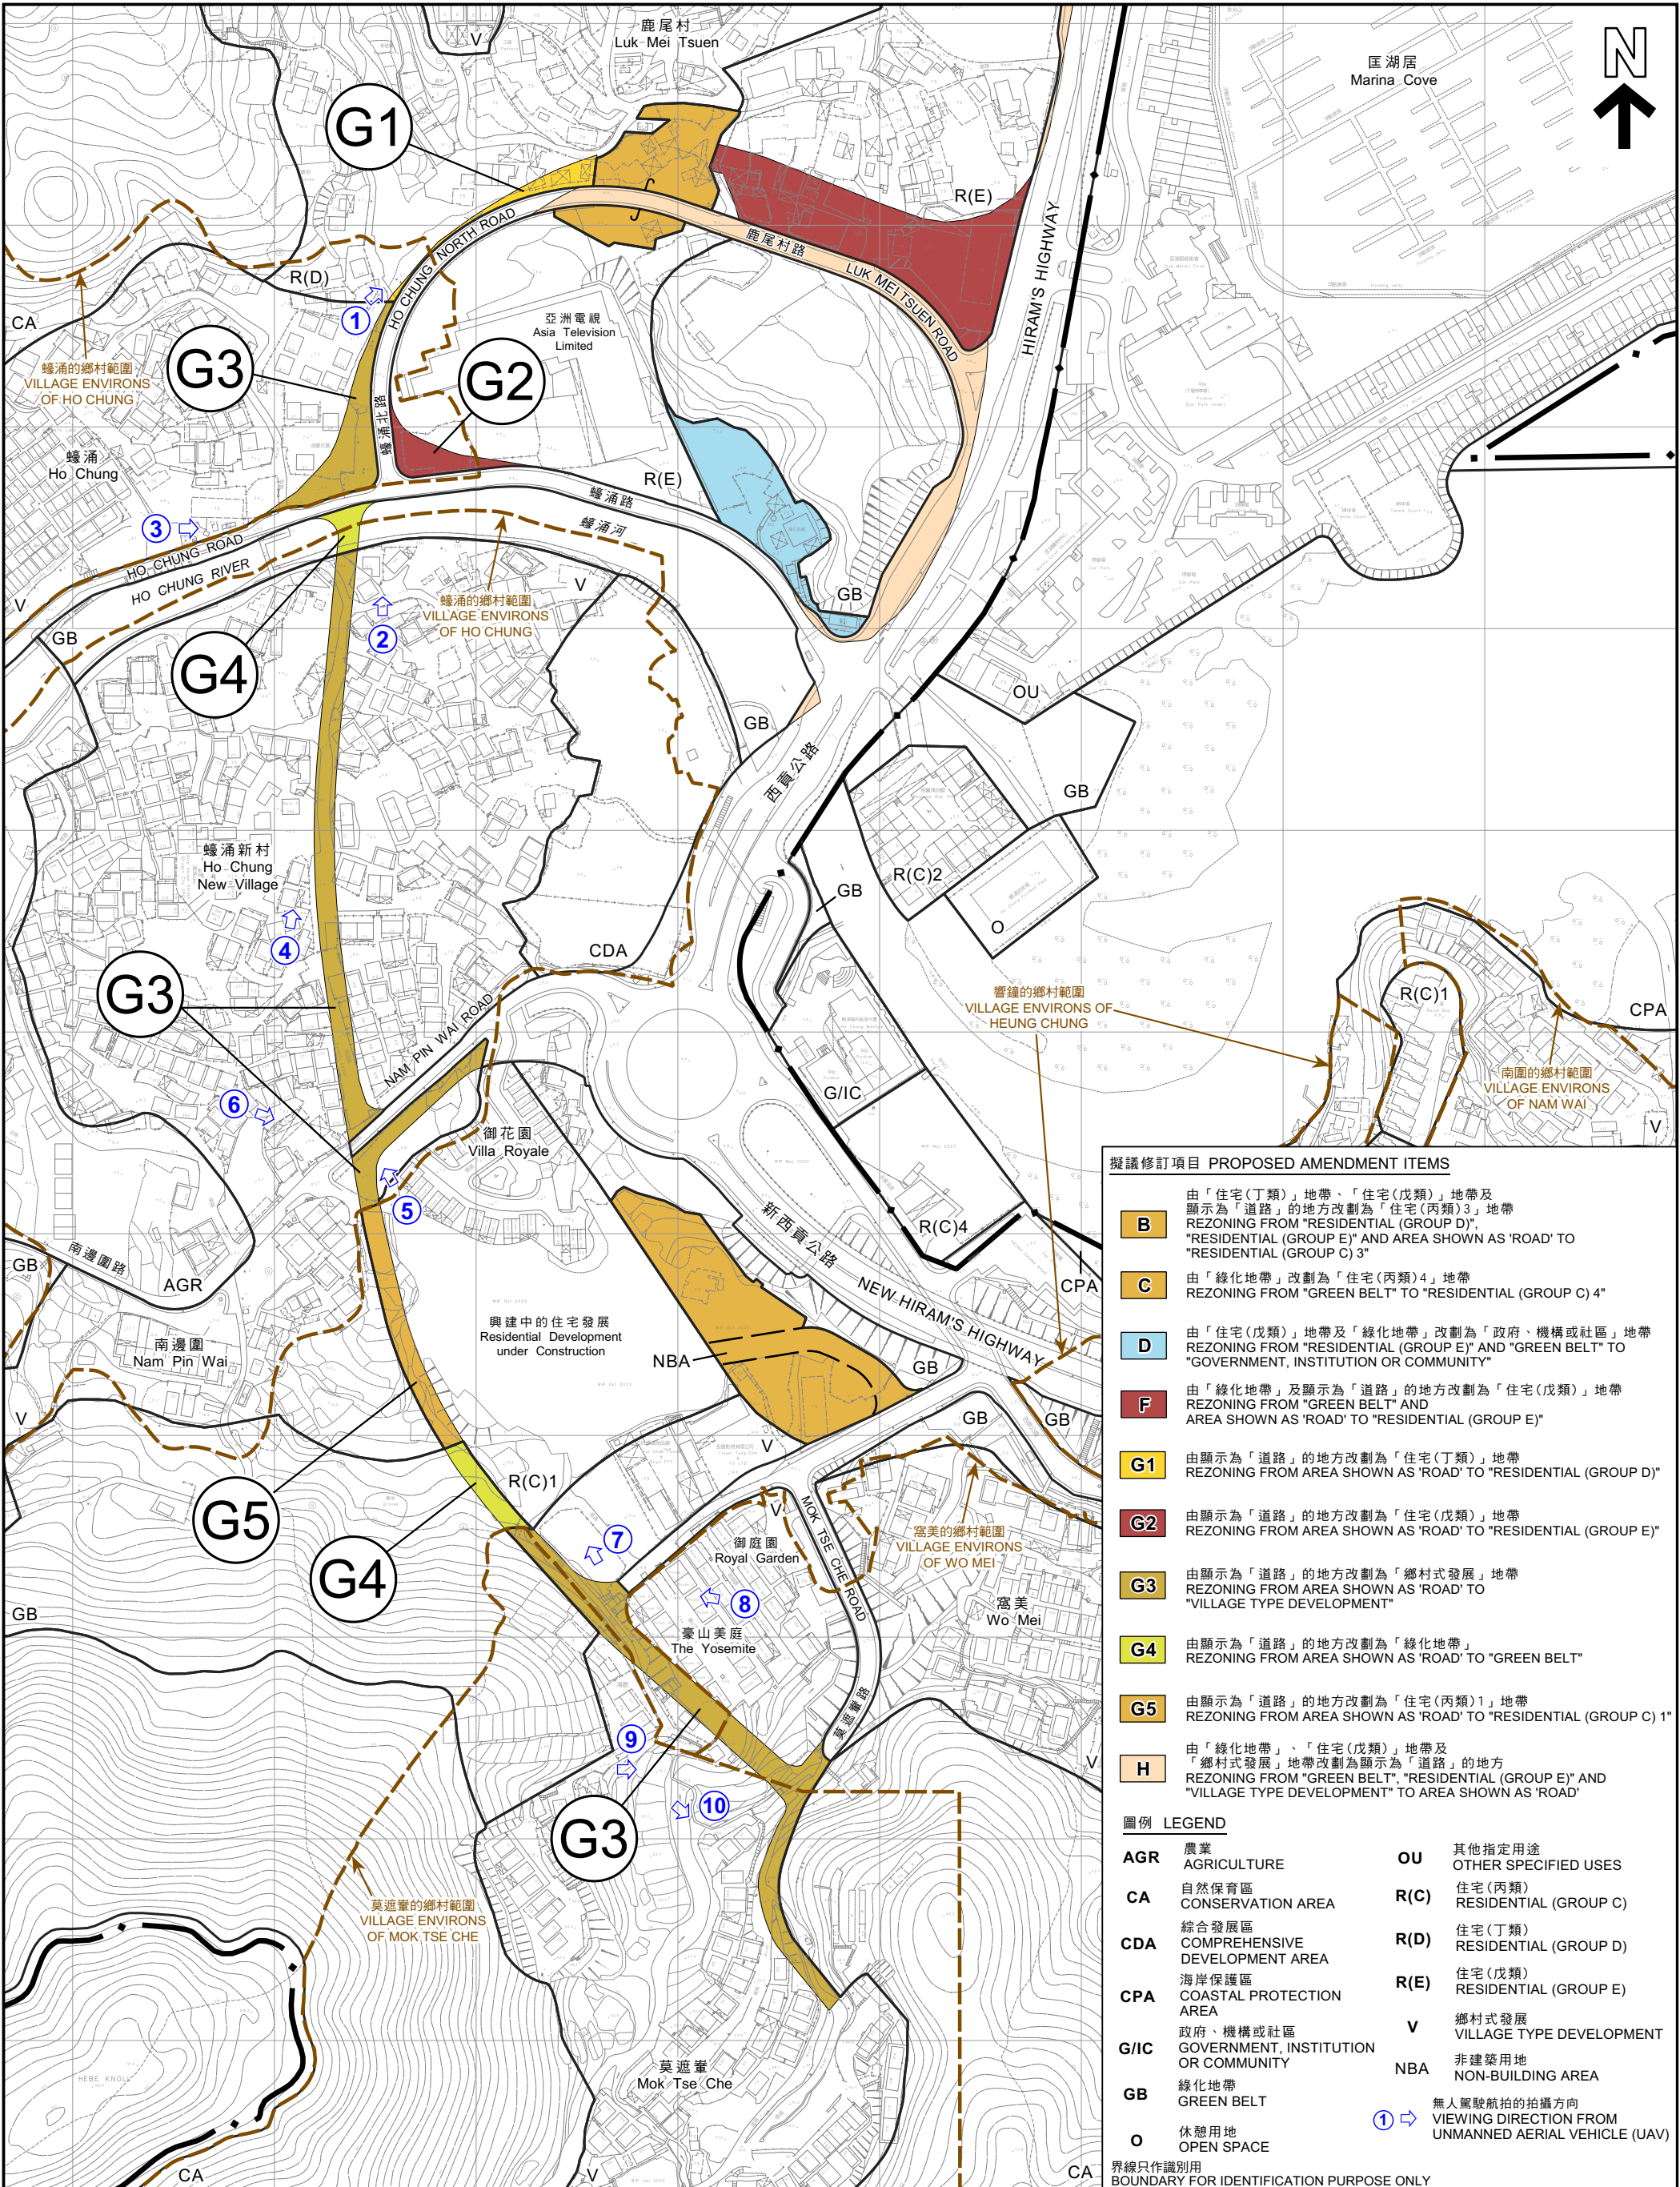 鹿尾村
Luk Mei Tsuen
匡湖居
Marina Cove
N
V
G1
R(E)
HO CHUNG NORTH ROAD
鹿尾村路
LUK MEI TSUEN ROAD
HIRAM'S HIGHWAY
R(D)
CA
1
亞洲電視
Asia Television
Limited
蠔涌的鄉村範圍
VILLAGE ENVIRONS
OF HO CHUNG
G3
G2
蠔涌北路
蠔涌
Ho Chung
R(E)
蠔涌路
蠔涌河
3
HO CHUNG ROAD
HO CHUNG RIVER
V
GB
蠔涌的鄉村範圍
VILLAGE ENVIRONS
OF HO CHUNG
V
GB
2
G4
GB
OU
西貢公路
GB
蠔涌新村
Ho Chung
New Village
R(C)2
GB
O
4
CDA
G3
NAM PIN WAI ROAD
響鐘的鄉村範圍
VILLAGE ENVIRONS OF
HEUNG CHUNG
R(C)1
CPA
南圍的鄉村範圍
VILLAGE ENVIRONS
OF NAM WAI
V
G/IC
6
御花園
Villa Royale
5
新西貢公路
NEW HIRAM'S HIGHWAY
R(C)4
CPA
GB
南邊圍路
AGR
南邊圍
Nam Pin Wai
V
興建中的住宅發展
Residential Development
under Construction
NBA
GB
GB
GB
V
R(C)1
G5
G4
7
V
MOK TSE CHE ROAD
御庭園
Royal Garden
8
窩美的鄉村範圍
VILLAGE ENVIRONS
OF WO MEI
窩美
Wo Mei
GB
豪山美庭
The Yosemite
莫遮輋路
9
10
G3
V
莫遮輋的鄉村範圍
VILLAGE ENVIRONS
OF MOK TSE CHE
HEBE KNOLL
莫遮輋
Mok Tse Che
CA
V
CA
擬議修訂項目 PROPOSED AMENDMENT ITEMS
B
由「住宅(丁類)」地帶、「住宅(戊類)」地帶及
顯示為「道路」的地方改劃為「住宅(丙類)3」地帶
REZONING FROM "RESIDENTIAL (GROUP D)",
"RESIDENTIAL (GROUP E)" AND AREA SHOWN AS 'ROAD' TO
"RESIDENTIAL (GROUP C) 3"
C
由「綠化地帶」改劃為「住宅(丙類)4」地帶
REZONING FROM "GREEN BELT" TO "RESIDENTIAL (GROUP C) 4"
D
由「住宅(戊類)」地帶及「綠化地帶」改劃為「政府、機構或社區」地帶
REZONING FROM "RESIDENTIAL (GROUP E)" AND "GREEN BELT" TO
"GOVERNMENT, INSTITUTION OR COMMUNITY"
F
由「綠化地帶」及顯示為「道路」的地方改劃為「住宅(戊類)」地帶
REZONING FROM "GREEN BELT" AND
AREA SHOWN AS 'ROAD' TO "RESIDENTIAL (GROUP E)"
G1
由顯示為「道路」的地方改劃為「住宅(丁類)」地帶
REZONING FROM AREA SHOWN AS 'ROAD' TO "RESIDENTIAL (GROUP D)"
G2
由顯示為「道路」的地方改劃為「住宅(戊類)」地帶
REZONING FROM AREA SHOWN AS 'ROAD' TO "RESIDENTIAL (GROUP E)"
G3
由顯示為「道路」的地方改劃為「鄉村式發展」地帶
REZONING FROM AREA SHOWN AS 'ROAD' TO
"VILLAGE TYPE DEVELOPMENT"
G4
由顯示為「道路」的地方改劃為「綠化地帶」
REZONING FROM AREA SHOWN AS 'ROAD' TO "GREEN BELT"
G5
由顯示為「道路」的地方改劃為「住宅(丙類)1」地帶
REZONING FROM AREA SHOWN AS 'ROAD' TO "RESIDENTIAL (GROUP C) 1"
H
由「綠化地帶」、「住宅(戊類)」地帶及
「鄉村式發展」地帶改劃為顯示為「道路」的地方
REZONING FROM "GREEN BELT", "RESIDENTIAL (GROUP E)" AND
"VILLAGE TYPE DEVELOPMENT" TO AREA SHOWN AS 'ROAD'
圖例 LEGEND
AGR 農業
AGRICULTURE
CA 自然保育區
CONSERVATION AREA
CDA 綜合發展區
COMPREHENSIVE
DEVELOPMENT AREA
CPA 海岸保護區
COASTAL PROTECTION
AREA
G/IC 政府、機構或社區
GOVERNMENT, INSTITUTION
OR COMMUNITY
GB 綠化地帶
GREEN BELT
O 休憩用地
OPEN SPACE
OU 其他指定用途
OTHER SPECIFIED USES
R(C) 住宅(丙類)
RESIDENTIAL (GROUP C)
R(D) 住宅(丁類)
RESIDENTIAL (GROUP D)
R(E) 住宅(戊類)
RESIDENTIAL (GROUP E)
V 鄉村式發展
VILLAGE TYPE DEVELOPMENT
NBA 非建築用地
NON-BUILDING AREA
1 無人駕駛航拍的拍攝方向
VIEWING DIRECTION FROM
UNMANNED AERIAL VEHICLE (UAV)
界線只作識別用
BOUNDARY FOR IDENTIFICATION PURPOSE ONLY